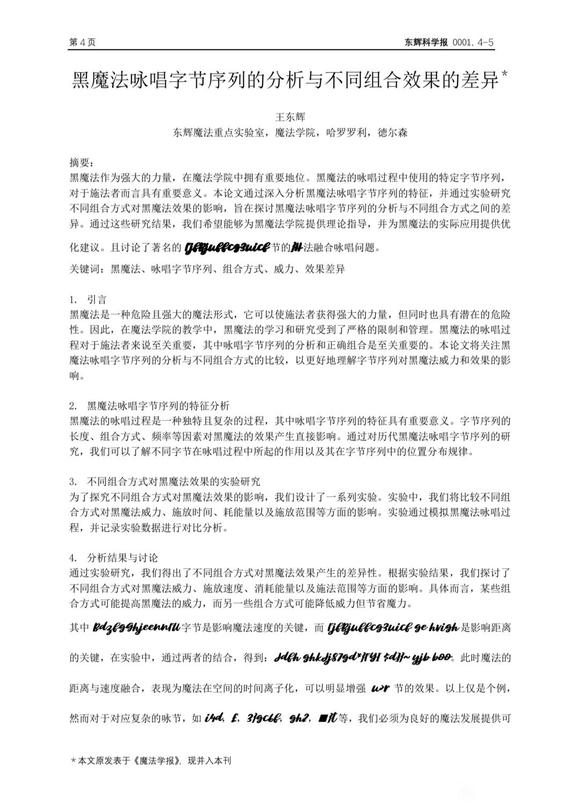 第4页 东辉科学报 0001.4-5
黑魔法咏唱字节序列的分析与不同组合效果的差异*
王东辉
东辉魔法重点实验室，魔法学院，哈罗罗利，德尔森
摘要：
黑魔法作为强大的力量，在魔法学院中拥有重要地位。黑魔法的咏唱过程中使用的特定字节序列，
对于施法者而言具有重要意义。本论文通过深入分析黑魔法咏唱字节序列的特征，并通过实验研究
不同组合方式对黑魔法效果的影响，旨在探讨黑魔法咏唱字节序列的分析与不同组合方式之间的差
异。通过这些研究结果，我们希望能够为黑魔法学院提供理论指导，并为黑魔法的实际应用提供优
化建议。且讨论了著名的 节的 法融合咏唱问题。
关键词：黑魔法、咏唱字节序列、组合方式、威力、效果差异
1. 引言
黑魔法是一种危险且强大的魔法形式，它可以使施法者获得强大的力量，但同时也具有潜在的危险
性。因此，在魔法学院的教学中，黑魔法的学习和研究受到了严格的限制和管理。黑魔法的咏唱过
程对于施法者来说至关重要，其中咏唱字节序列的分析和正确组合是至关重要的。本论文将关注黑
魔法咏唱字节序列的分析与不同组合方式的比较，以更好地理解字节序列对黑魔法威力和效果的影
响。
2. 黑魔法咏唱字节序列的特征分析
黑魔法的咏唱过程是一种独特且复杂的过程，其中咏唱字节序列的特征具有重要意义。字节序列的
长度、组合方式、频率等因素对黑魔法的效果产生直接影响。通过对历代黑魔法咏唱字节序列的研
究，我们可以了解不同字节在咏唱过程中所起的作用以及其在字节序列中的位置分布规律。
3. 不同组合方式对黑魔法效果的实验研究
为了探究不同组合方式对黑魔法效果的影响，我们设计了一系列实验。实验中，我们将比较不同组
合方式对黑魔法威力、施放时间、耗能量以及施放范围等方面的影响。实验通过模拟黑魔法咏唱过
程，并记录实验数据进行对比分析。
4. 分析结果与讨论
通过实验研究，我们得出了不同组合方式对黑魔法效果产生的差异性。根据实验结果，我们探讨了
不同组合方式对黑魔法威力、施放速度、消耗能量以及施法范围等方面的影响。具体而言，某些组
合方式可能提高黑魔法的威力，而另一些组合方式可能降低威力但节省魔力。
其中 字节是影响魔法速度的关键，而 ge hvigh 是影响距离
的关键，在实验中，通过两者的结合，得到： yjb boo。此时魔法的
距离与速度融合，表现为魔法在空间的时间离子化，可以明显增强 wor 节的效果。以上仅是个例，
然而对于对应复杂的咏节，如 i4d，£，3}gcbf，gh2， 等，我们必须为良好的魔法发展提供可
*本文原发表于《魔法学报》，现并入本刊